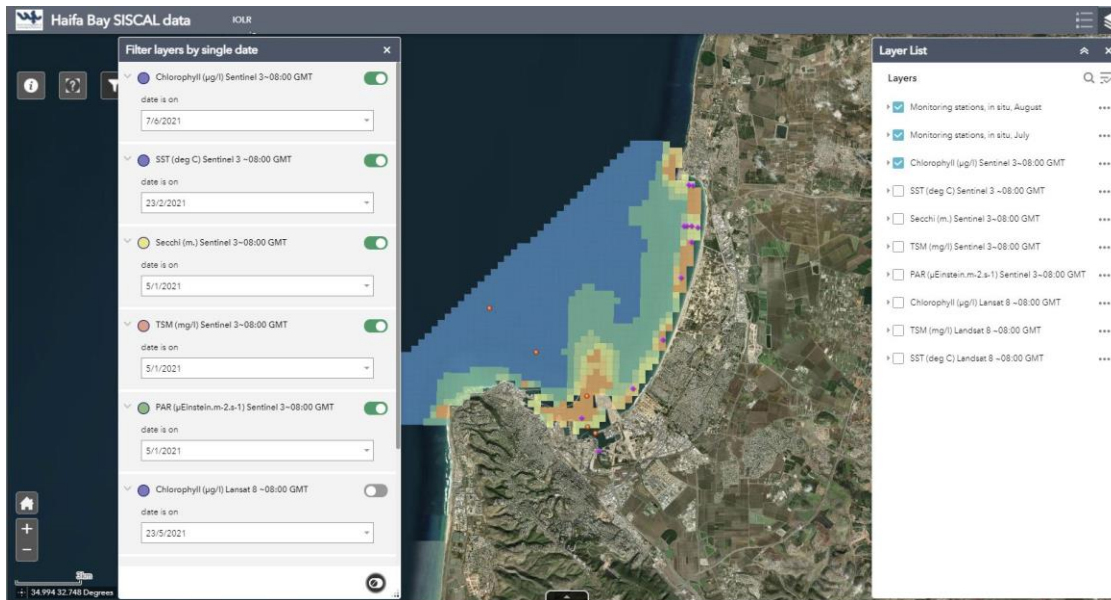 Haifa Bay SISCAL data
IOLR
Filter layers by single date
Chlorophyll (µg/l) Sentinel 3~08:00 GMT
date is on
7/6/2021
SST (deg C) Sentinel 3 ~08:00 GMT
date is on
23/2/2021
Secchi (m.) Sentinel 3~08:00 GMT
date is on
5/1/2021
TSM (mg/l) Sentinel 3~08:00 GMT
date is on
5/1/2021
PAR (µEinstein.m-2.s-1) Sentinel 3~08:00 GMT
date is on
5/1/2021
Chlorophyll (µg/l) Lansat 8 ~08:00 GMT
date is on
23/5/2021
3km
34.994 32.748 Degrees
Layer List
Layers
Monitoring stations, in situ, August
Monitoring stations, in situ, July
Chlorophyll (µg/l) Sentinel 3~08:00 GMT
SST (deg C) Sentinel 3 ~08:00 GMT
Secchi (m.) Sentinel 3~08:00 GMT
TSM (mg/l) Sentinel 3~08:00 GMT
PAR (µEinstein.m-2.s-1) Sentinel 3~08:00 GMT
Chlorophyll (µg/l) Lansat 8 ~08:00 GMT
TSM (mg/l) Landsat 8 ~08:00 GMT
SST (deg C) Landsat 8 ~08:00 GMT